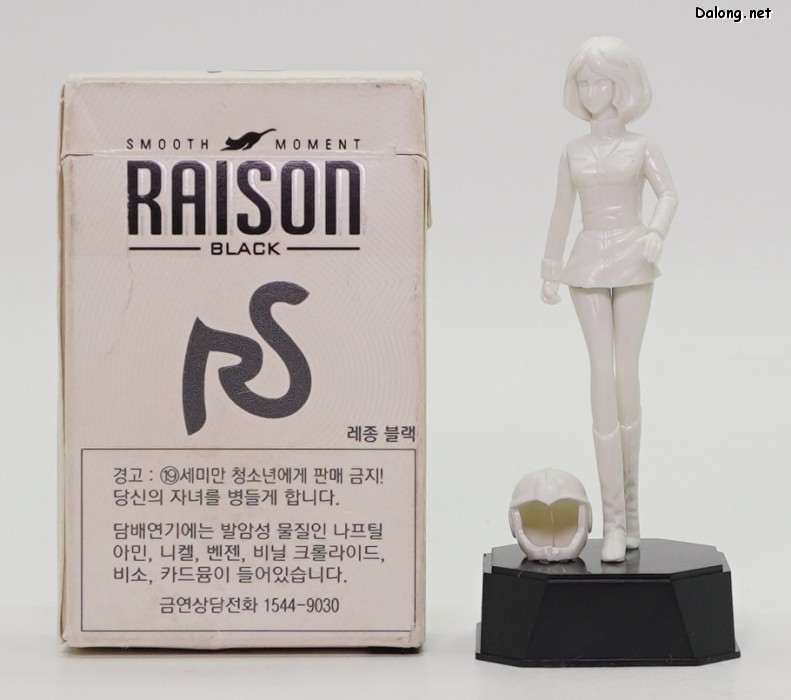 Dalong.net
SMOOTH MOMENT
RAISON
BLACK
RS
레종 블랙
경고 : ⑲세미만 청소년에게 판매 금지!
당신의 자녀를 병들게 합니다.
담배연기에는 발암성 물질인 나프틸
아민, 니켈, 벤젠, 비닐 크롤라이드,
비소, 카드뮴이 들어있습니다.
금연상담전화 1544-9030